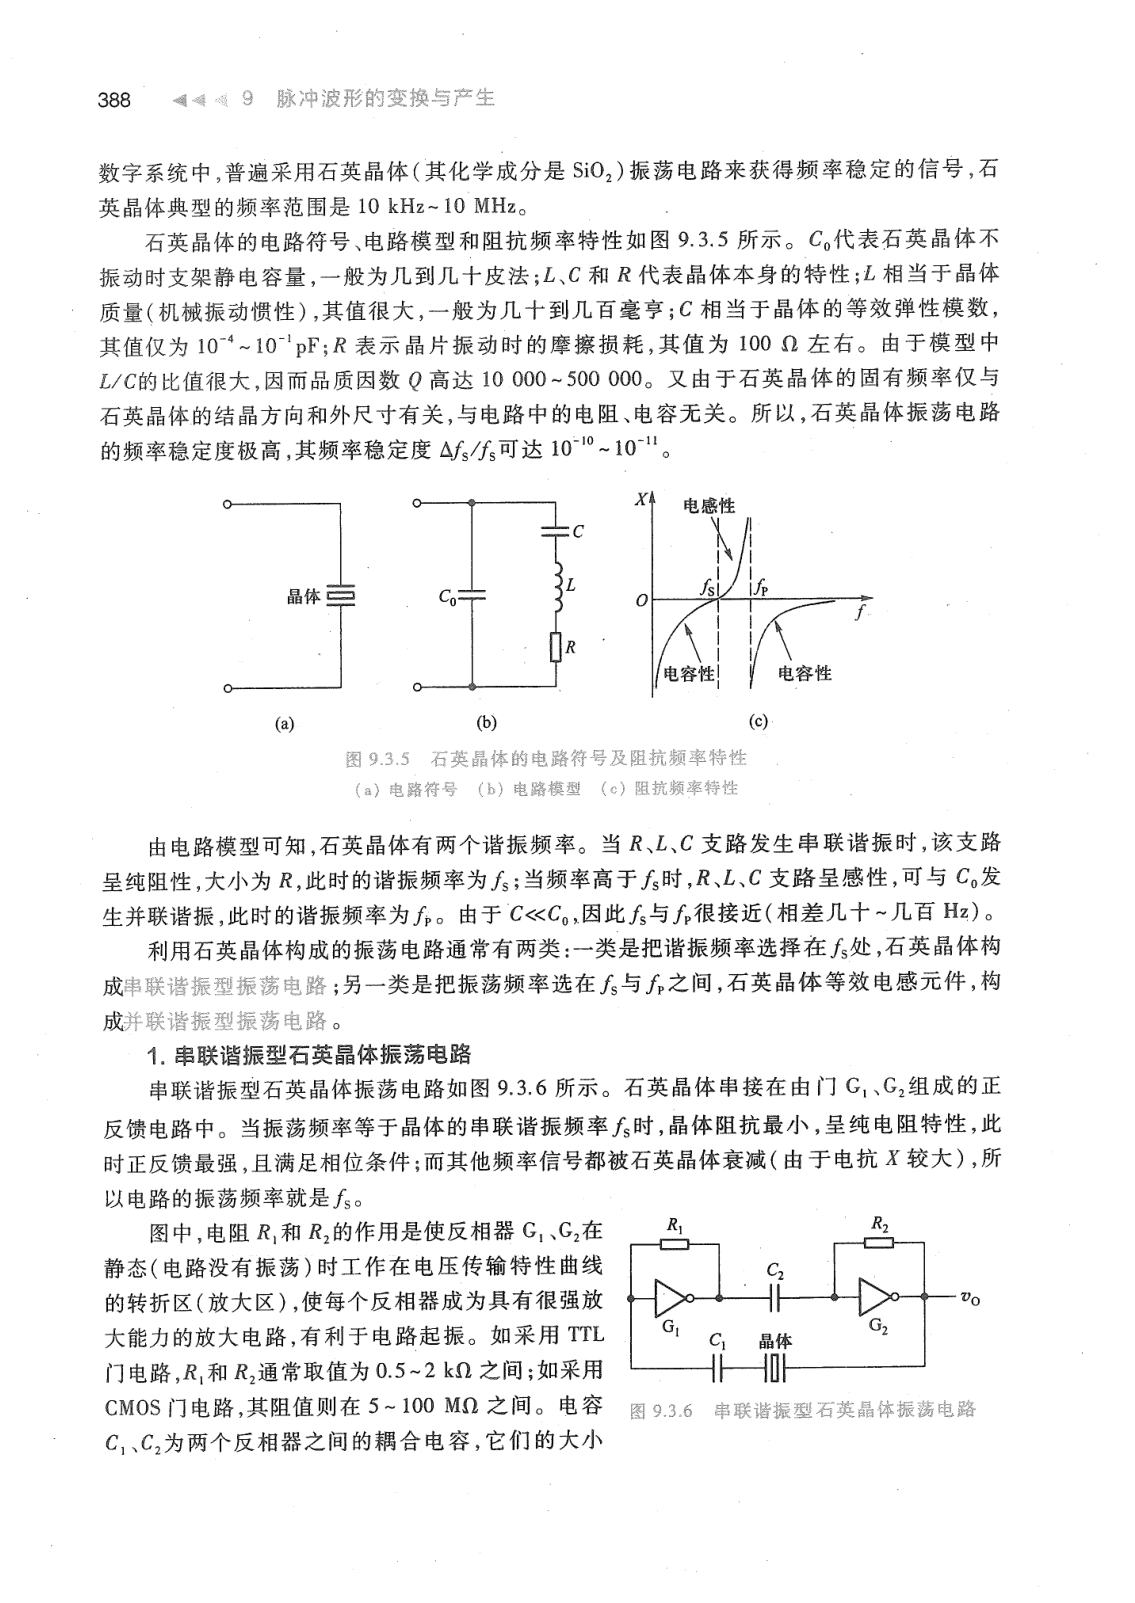 388 9 脉冲波形的变换与产生
数字系统中,普遍采用石英晶体(其化学成分是 SiO₂)振荡电路来获得频率稳定的信号,石
英晶体典型的频率范围是 10 kHz~10 MHz。
石英晶体的电路符号、电路模型和阻抗频率特性如图 9.3.5 所示。C₀代表石英晶体不
振动时支架静电容量,一般为几到几十皮法;L、C 和 R 代表晶体本身的特性;L 相当于晶体
质量(机械振动惯性),其值很大,一般为几十到几百毫亨;C 相当于晶体的等效弹性模数,
其值仅为 10⁻⁴~10⁻¹pF;R 表示晶片振动时的摩擦损耗,其值为 100 Ω 左右。由于模型中
L/C的比值很大,因而品质因数 Q 高达 10 000~500 000。又由于石英晶体的固有频率仅与
石英晶体的结晶方向和外尺寸有关,与电路中的电阻、电容无关。所以,石英晶体振荡电路
的频率稳定度极高,其频率稳定度 Δfs/fs可达 10⁻¹⁰~10⁻¹¹。
晶体
C₀
C
L
R
X
电感性
O
fs
fP
f
电容性
电容性
(a) (b) (c)
图 9.3.5 石英晶体的电路符号及阻抗频率特性
(a) 电路符号 (b) 电路模型 (c) 阻抗频率特性
由电路模型可知,石英晶体有两个谐振频率。当 R、L、C 支路发生串联谐振时,该支路
呈纯阻性,大小为 R,此时的谐振频率为 fs;当频率高于 fs时,R、L、C 支路呈感性,可与 C₀发
生并联谐振,此时的谐振频率为 fP。由于 C≪C₀,因此 fs与 fP很接近(相差几十~几百 Hz)。
利用石英晶体构成的振荡电路通常有两类:一类是把谐振频率选择在 fs处,石英晶体构
成串联谐振型振荡电路;另一类是把振荡频率选在 fs与 fP之间,石英晶体等效电感元件,构
成并联谐振型振荡电路。
1. 串联谐振型石英晶体振荡电路
串联谐振型石英晶体振荡电路如图 9.3.6 所示。石英晶体串接在由门 G₁、G₂组成的正
反馈电路中。当振荡频率等于晶体的串联谐振频率 fs时,晶体阻抗最小,呈纯电阻特性,此
时正反馈最强,且满足相位条件;而其他频率信号都被石英晶体衰减(由于电抗 X 较大),所
以电路的振荡频率就是 fs。
图中,电阻 R₁和 R₂的作用是使反相器 G₁、G₂在
静态(电路没有振荡)时工作在电压传输特性曲线
的转折区(放大区),使每个反相器成为具有很强放
大能力的放大电路,有利于电路起振。如采用 TTL
门电路,R₁和 R₂通常取值为 0.5~2 kΩ 之间;如采用
CMOS 门电路,其阻值则在 5~100 MΩ 之间。电容
C₁、C₂为两个反相器之间的耦合电容,它们的大小
R₁
R₂
C₂
vO
G₁
G₂
C₁
晶体
图 9.3.6 串联谐振型石英晶体振荡电路